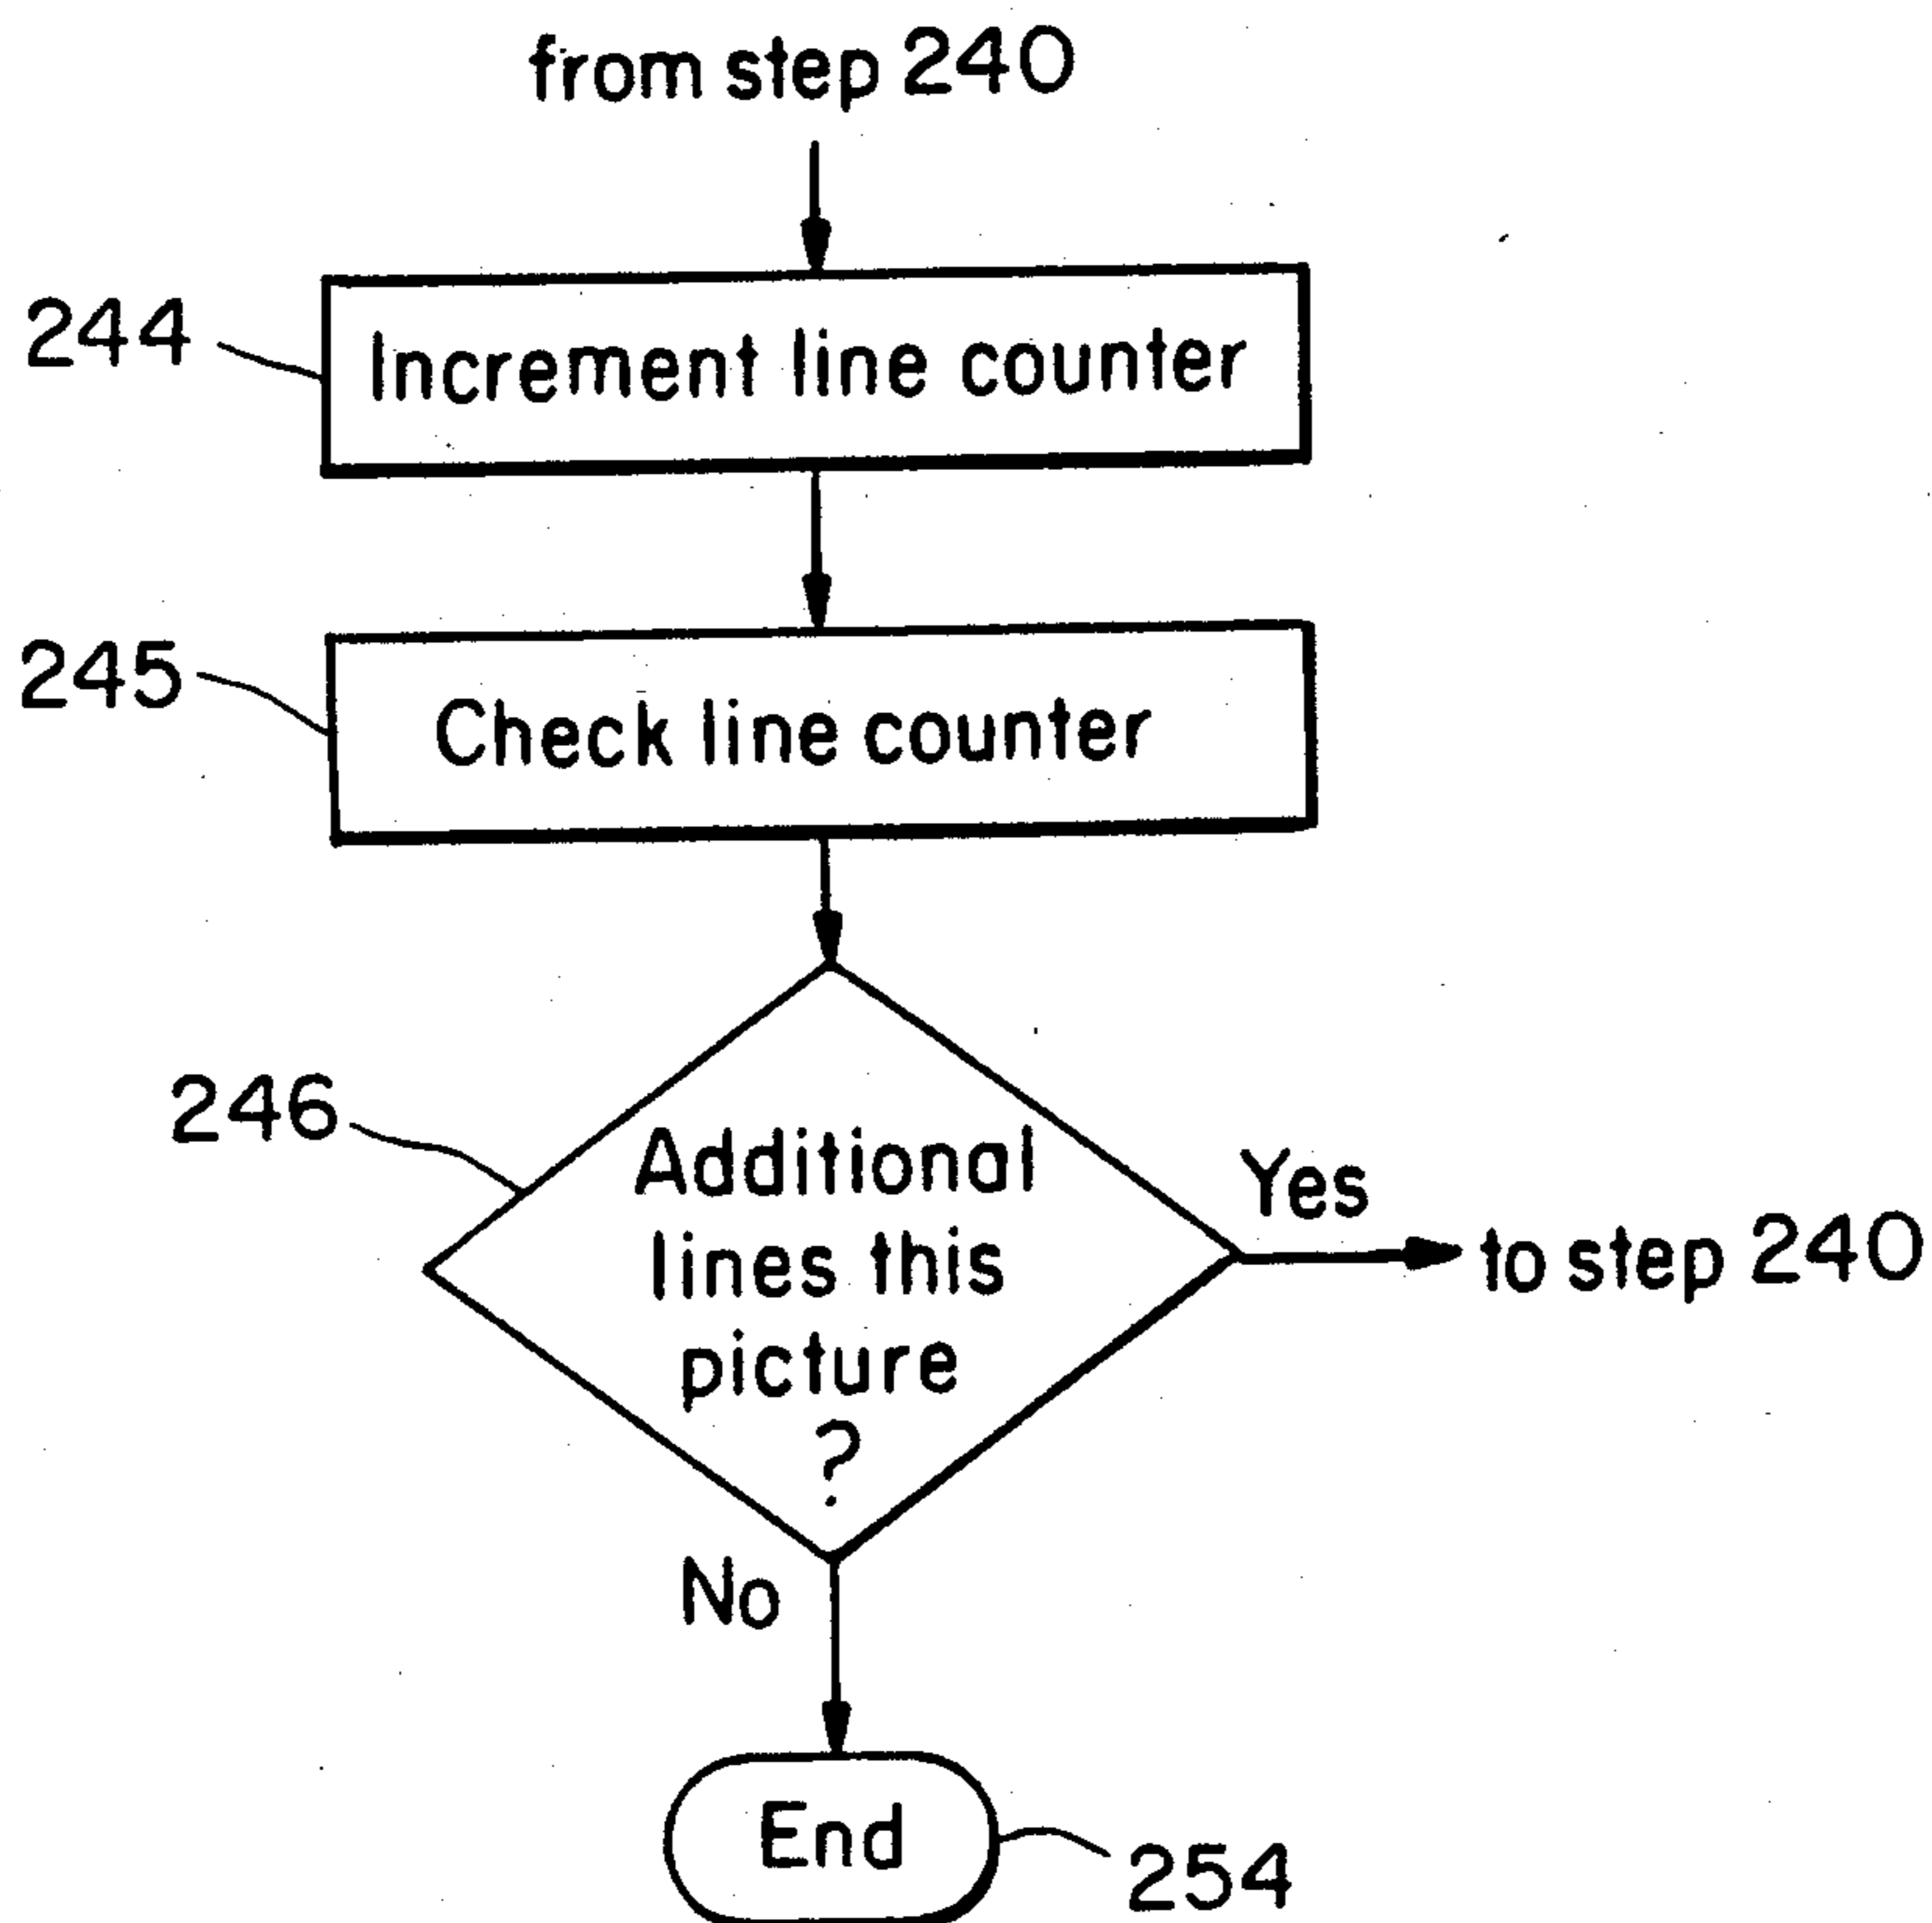 from step 240
244
Increment line counter
245
Check line counter
246
Additional
lines this
picture
?
Yes
to step 240
No
End
254